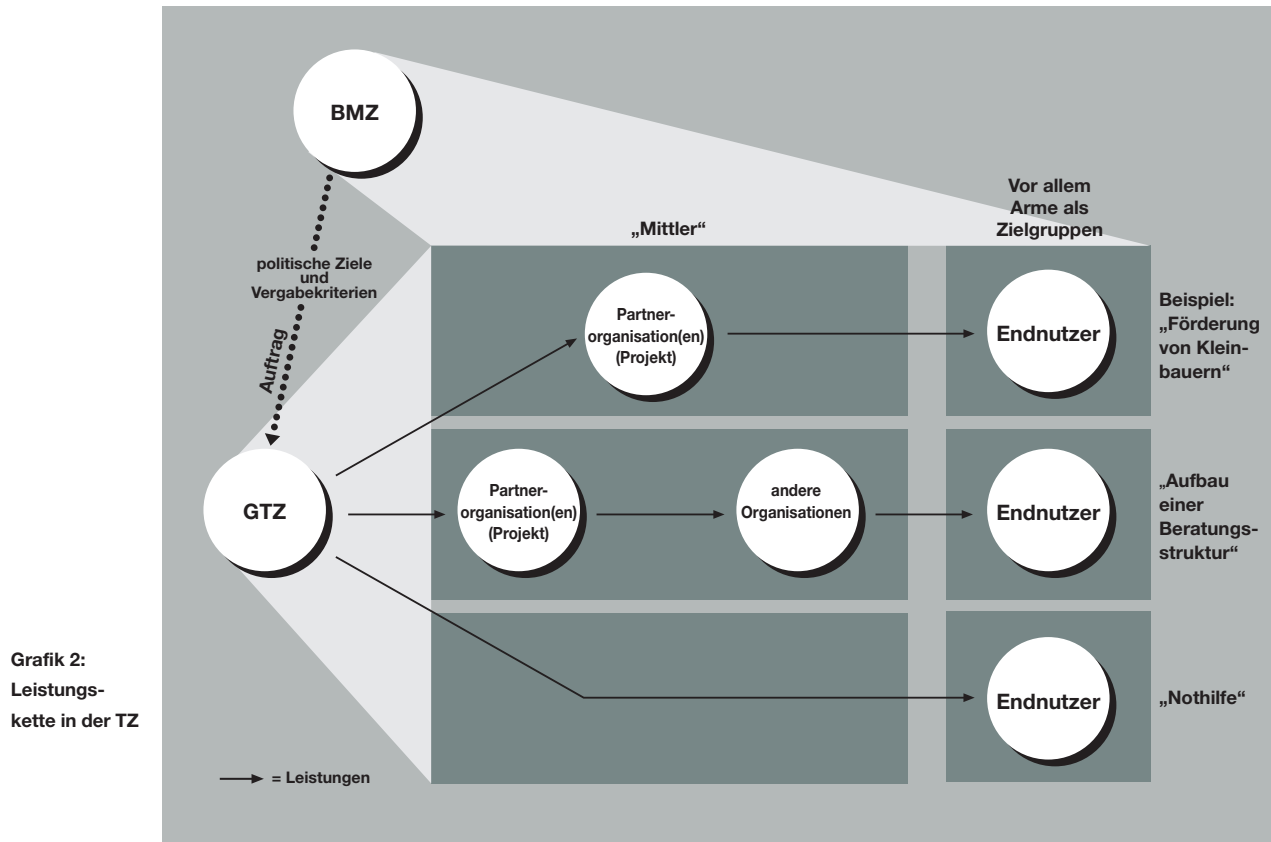 BMZ
politische Ziele
und
Vergabekriterien
Auftrag
GTZ
„Mittler“
Vor allem
Arme als
Zielgruppen
Partner-
organisation(en)
(Projekt)
Endnutzer
Beispiel:
„Förderung
von Klein-
bauern“
Partner-
organisation(en)
(Projekt)
andere
Organisationen
Endnutzer
„Aufbau
einer
Beratungs-
struktur“
Endnutzer
„Nothilfe“
= Leistungen
Grafik 2:
Leistungs-
kette in der TZ